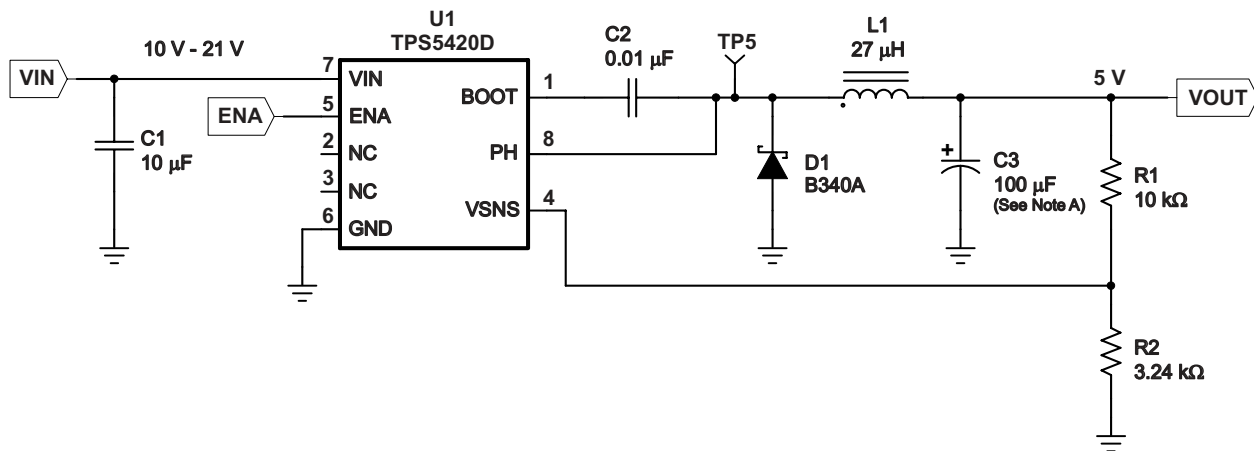 U1
TPS5420D
10 V - 21 V
VIN
C1
10 μF
ENA
7
5
2
3
6
VIN
ENA
NC
NC
GND
BOOT
PH
VSNS
1
8
4
C2
0.01 μF
TP5
L1
27 μH
D1
B340A
5 V
VOUT
+
C3
100 μF
(See Note A)
R1
10 kΩ
R2
3.24 kΩ